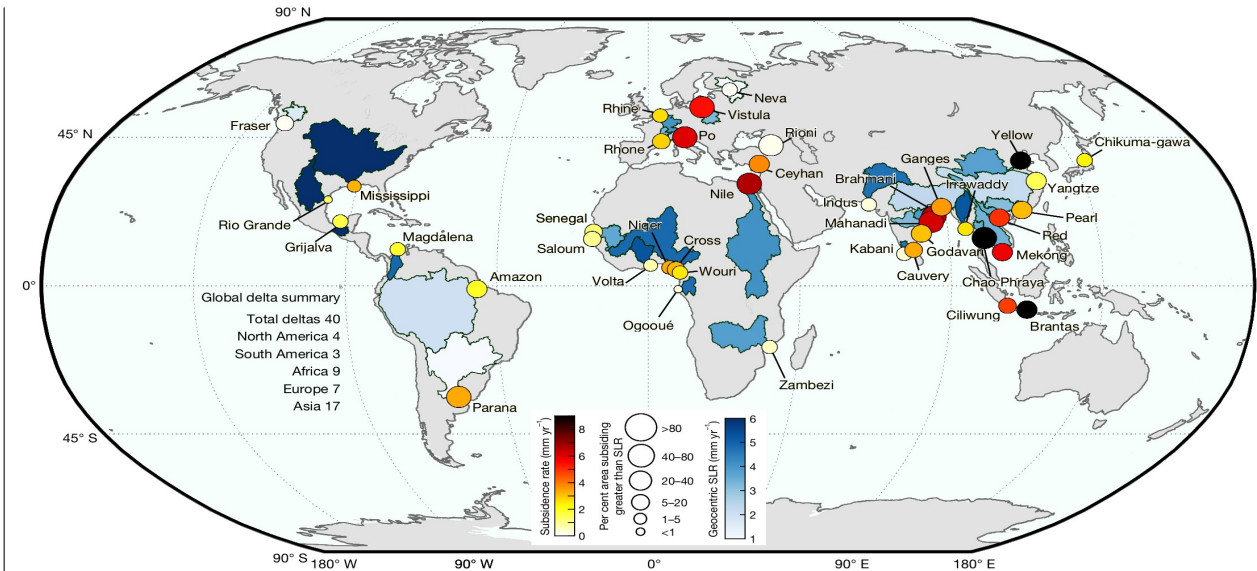 90° N
Neva
Rhine
Vistula
Fraser
45° N
Po
Rioni
Yellow
Chikuma-gawa
Rhone
Ganges
Ceyhan
Brahmani
Irrawaddy
Mississippi
Nile
Yangtze
Indus
Rio Grande
Senegal
Niger
Mahanadi
Pearl
Grijalva
Magdalena
Saloum
Cross
Kabani
Godavari
Red
Mekong
Amazon
Volta
Wouri
Cauvery
Chao Phraya
0°
Global delta summary
Total deltas 40
North America 4
South America 3
Africa 9
Europe 7
Asia 17
Ogooué
Ciliwung
Brantas
Zambezi
Parana
45° S
Subsidence rate (mm yr⁻¹)
8
6
4
2
0
Per cent area subsiding
greater than SLR
>80
40–80
20–40
5–20
1–5
<1
Geocentric SLR (mm yr⁻¹)
6
5
4
3
2
1
90° S
180° W
90° W
0°
90° E
180° E